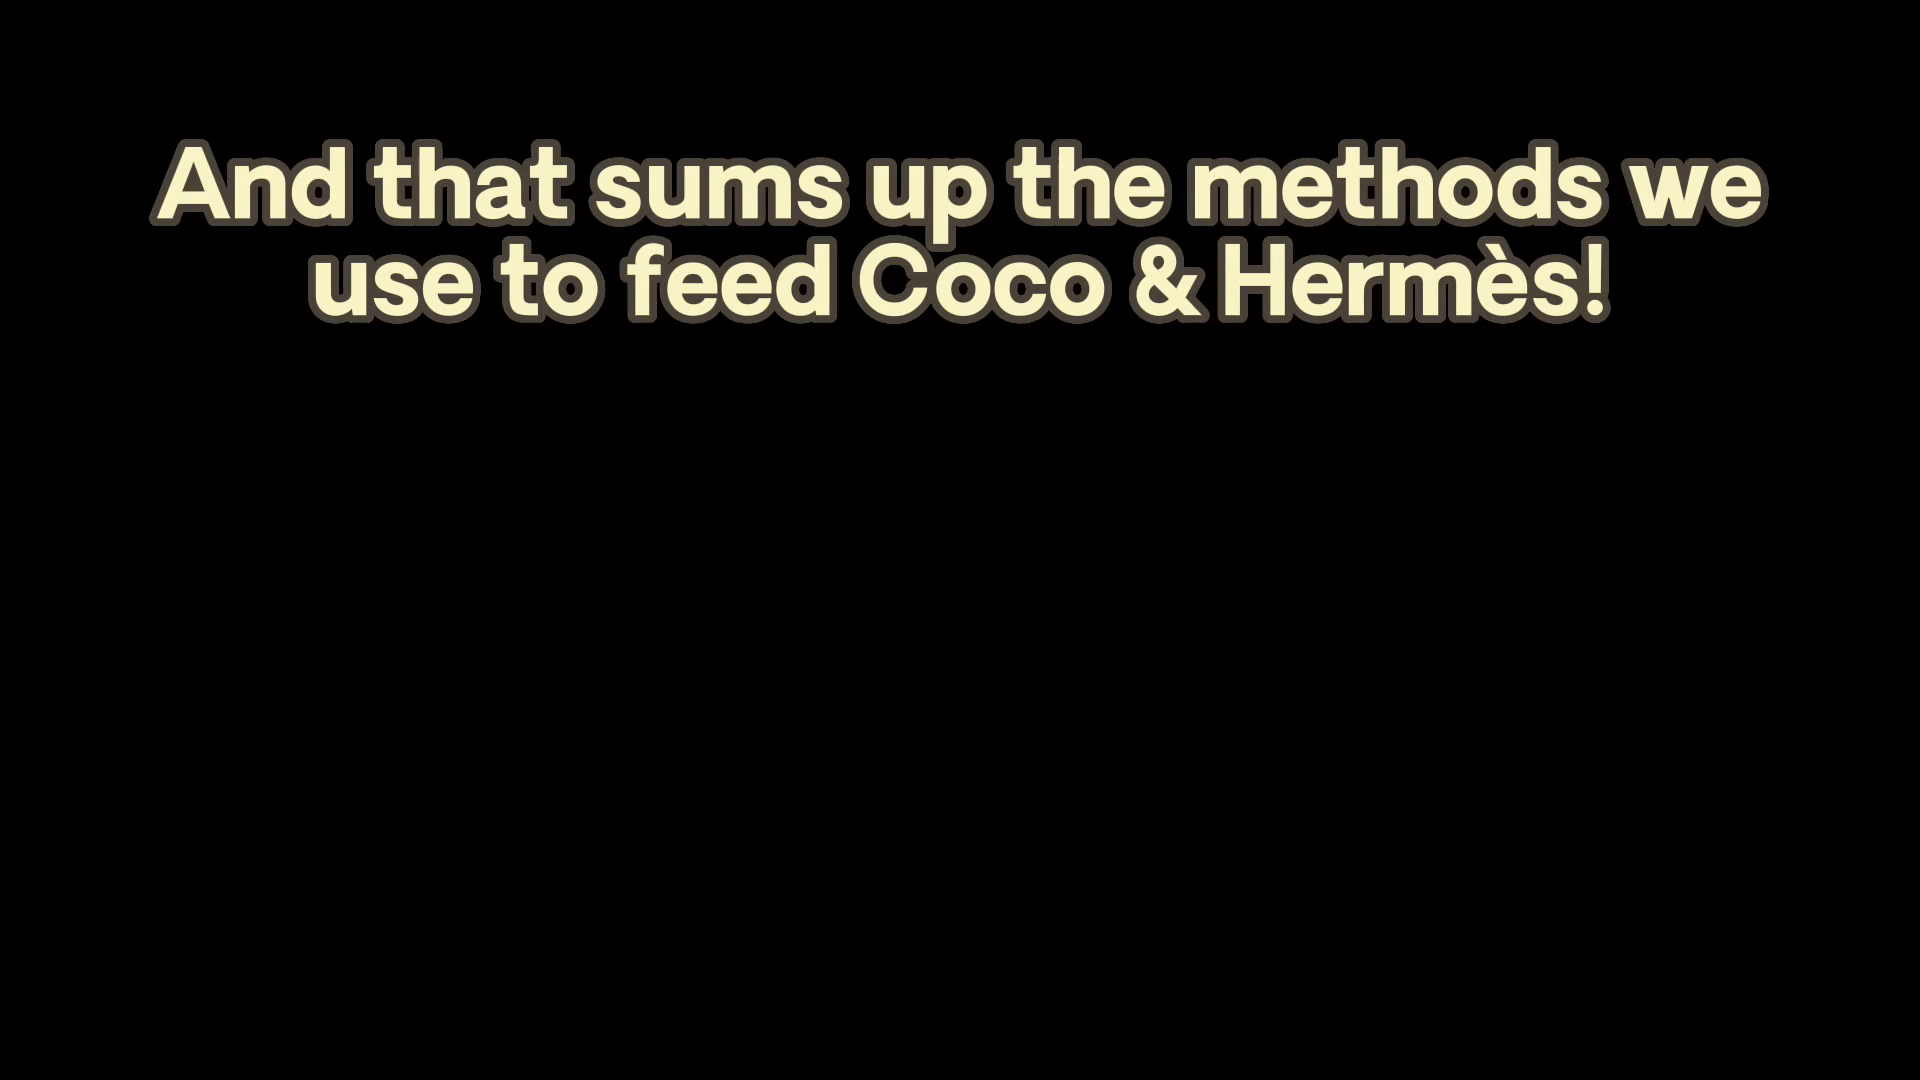 And that sums up the methods we
use to feed Coco & Hermès!